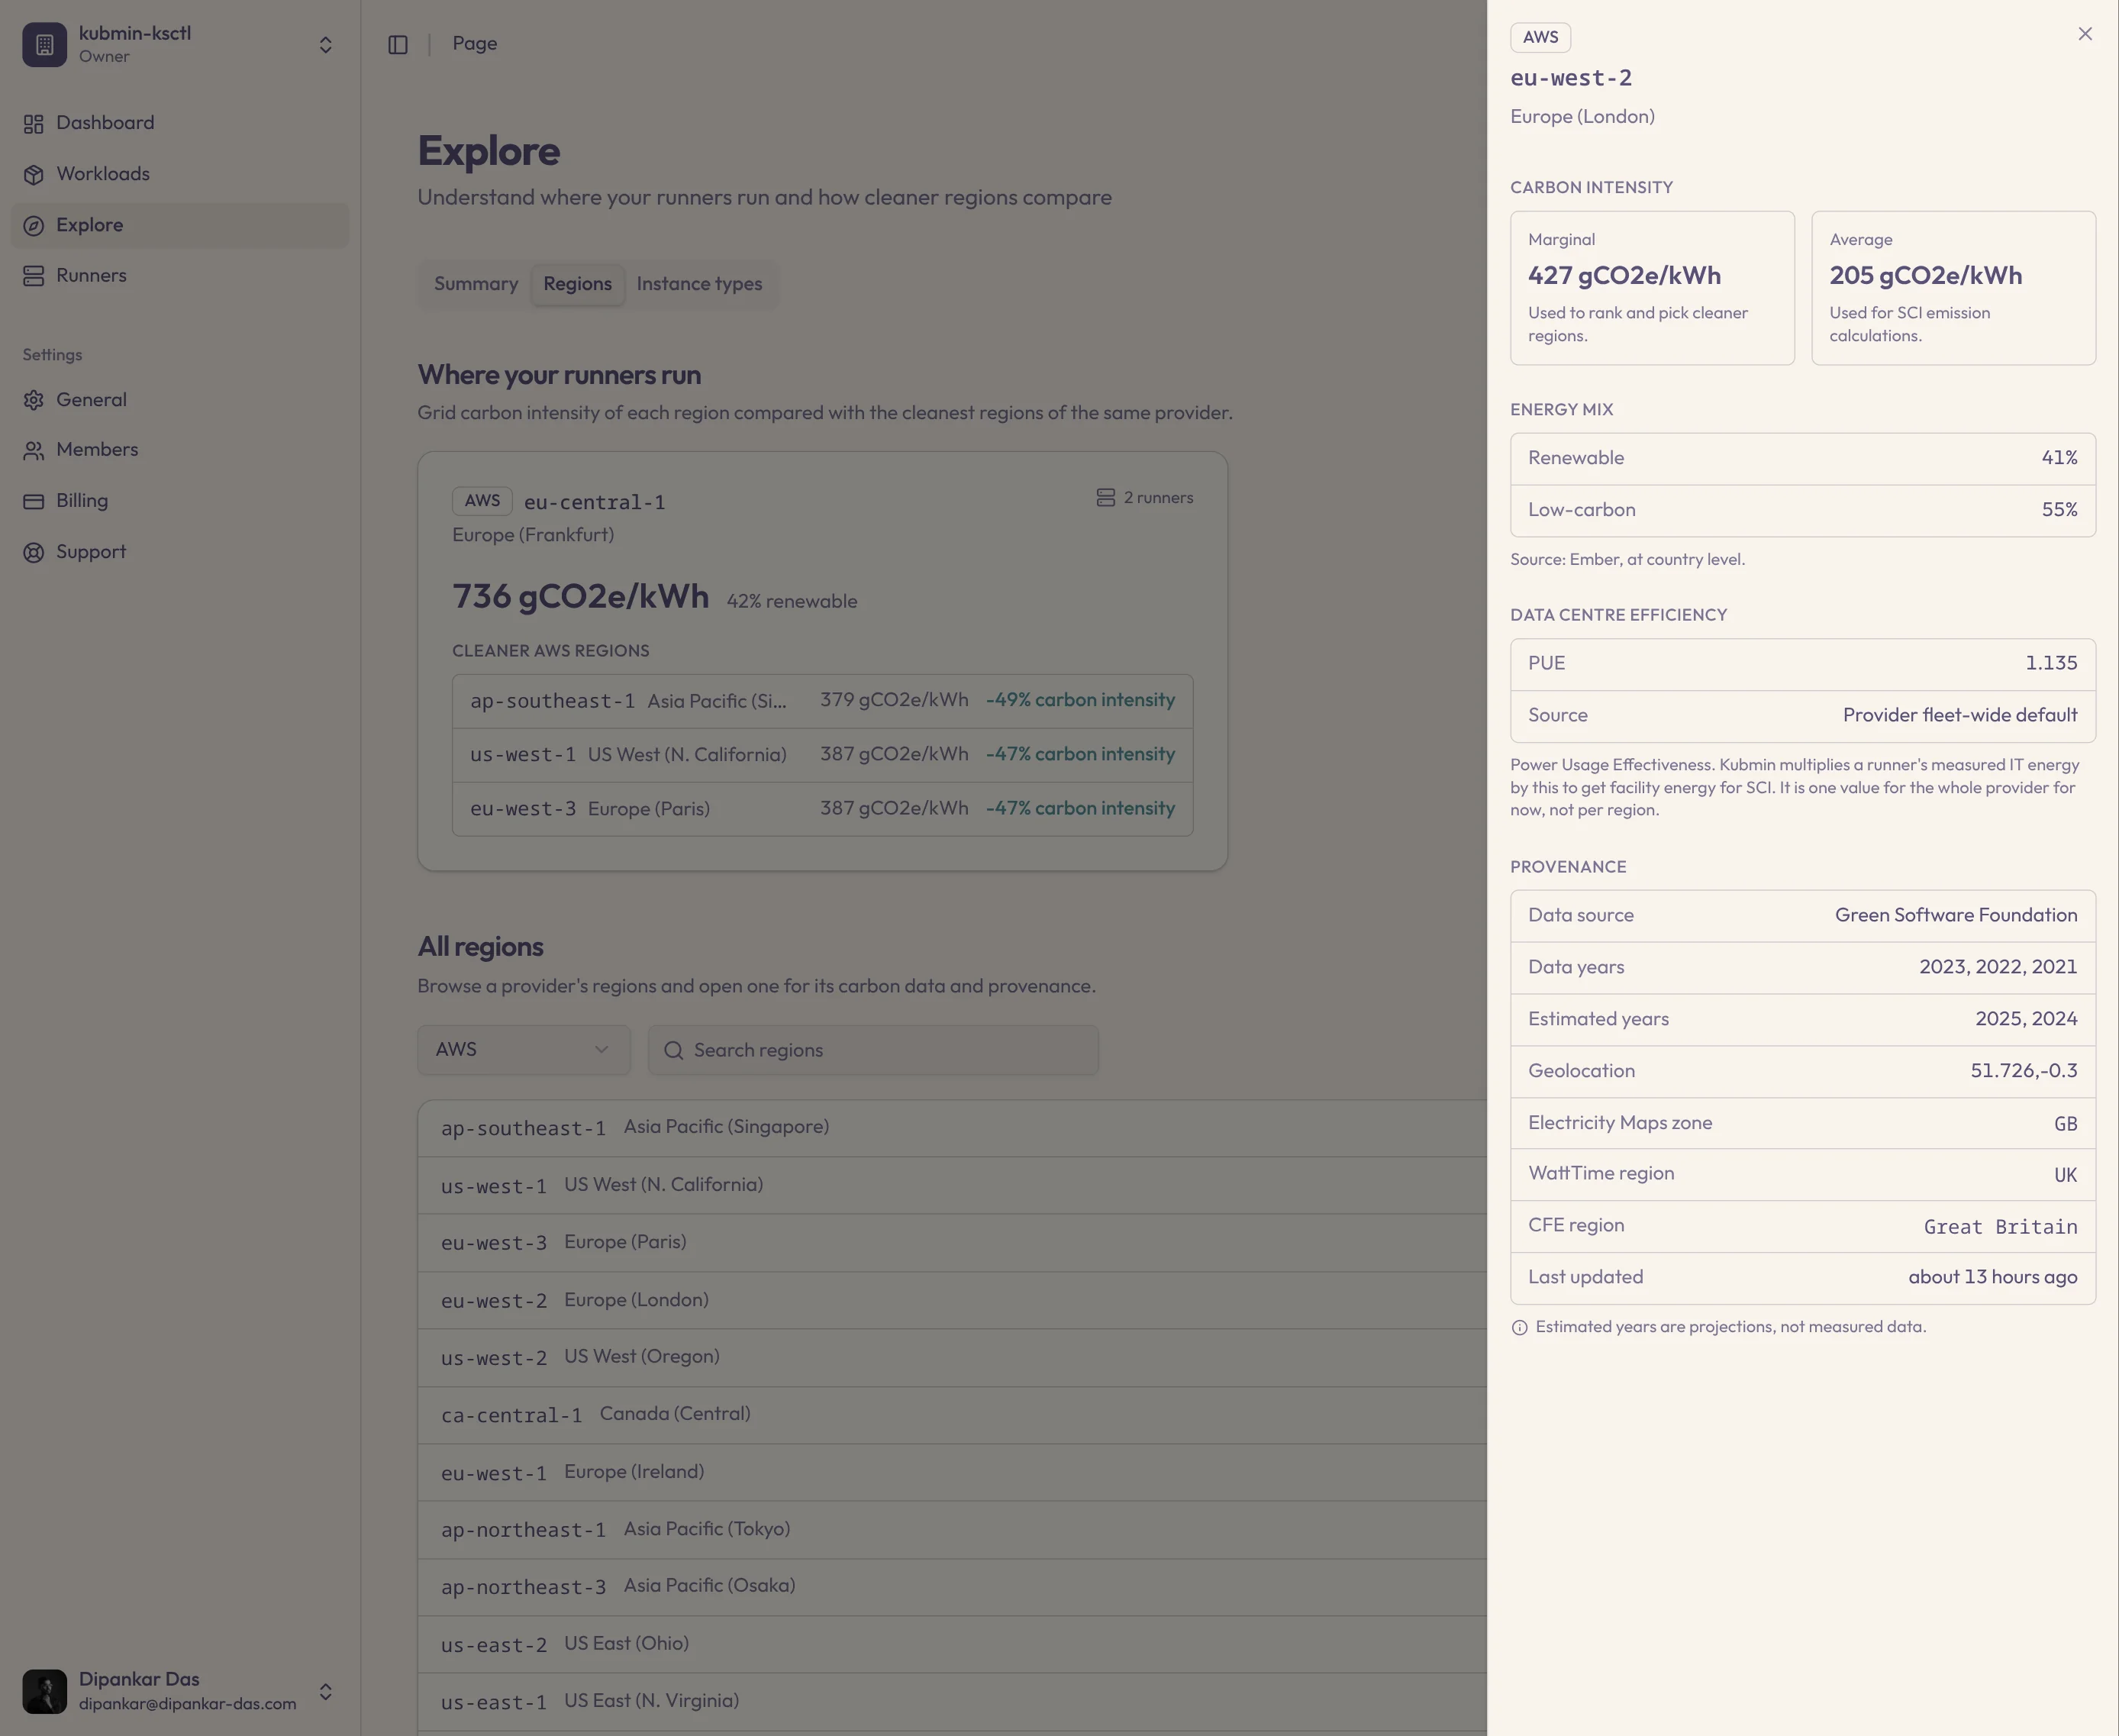 kubmin-ksctl
Owner
Dashboard
Workloads
Explore
Runners
Settings
General
Members
Billing
Support
Dipankar Das
dipankar@dipankar-das.com
Page
Explore
Understand where your runners run and how cleaner regions compare
Summary Regions Instance types
Where your runners run
Grid carbon intensity of each region compared with the cleanest regions of the same provider.
AWS eu-central-1 2 runners
Europe (Frankfurt)
736 gCO2e/kWh 42% renewable
CLEANER AWS REGIONS
ap-southeast-1 Asia Pacific (Si... 379 gCO2e/kWh -49% carbon intensity
us-west-1 US West (N. California) 387 gCO2e/kWh -47% carbon intensity
eu-west-3 Europe (Paris) 387 gCO2e/kWh -47% carbon intensity
All regions
Browse a provider's regions and open one for its carbon data and provenance.
AWS Search regions
ap-southeast-1 Asia Pacific (Singapore)
us-west-1 US West (N. California)
eu-west-3 Europe (Paris)
eu-west-2 Europe (London)
us-west-2 US West (Oregon)
ca-central-1 Canada (Central)
eu-west-1 Europe (Ireland)
ap-northeast-1 Asia Pacific (Tokyo)
ap-northeast-3 Asia Pacific (Osaka)
us-east-2 US East (Ohio)
us-east-1 US East (N. Virginia)
AWS
eu-west-2
Europe (London)
CARBON INTENSITY
Marginal
427 gCO2e/kWh
Used to rank and pick cleaner
regions.
Average
205 gCO2e/kWh
Used for SCI emission
calculations.
ENERGY MIX
Renewable 41%
Low-carbon 55%
Source: Ember, at country level.
DATA CENTRE EFFICIENCY
PUE 1.135
Source Provider fleet-wide default
Power Usage Effectiveness. Kubmin multiplies a runner's measured IT energy
by this to get facility energy for SCI. It is one value for the whole provider for
now, not per region.
PROVENANCE
Data source Green Software Foundation
Data years 2023, 2022, 2021
Estimated years 2025, 2024
Geolocation 51.726,-0.3
Electricity Maps zone GB
WattTime region UK
CFE region Great Britain
Last updated about 13 hours ago
Estimated years are projections, not measured data.